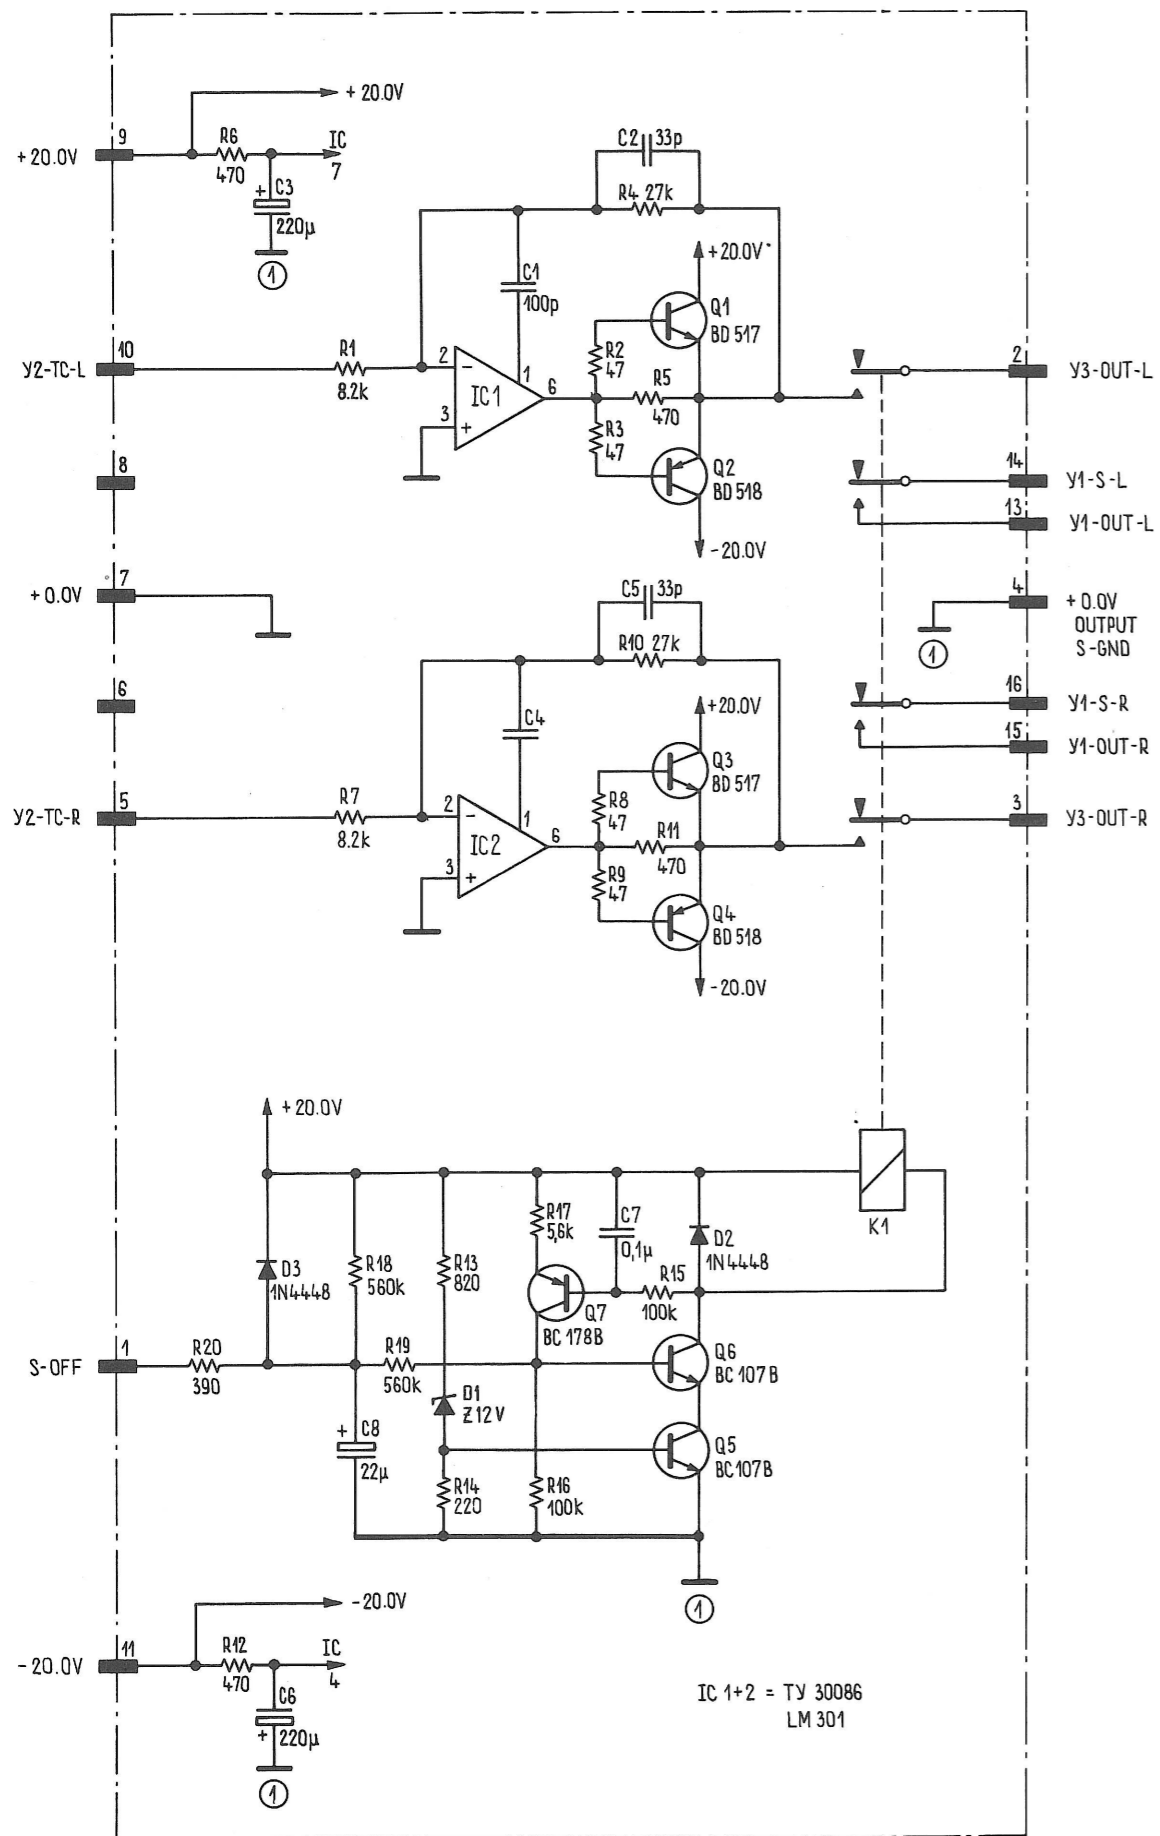 + 20.0V
9
+20.0V
R6
470
IC
7
+ C3
220µ
1
C2 33p
R4 27k
C1
100p
+20.0V
Q1
BD 517
10
Y2-TC-L
R1
8.2k
2
-
1
IC1
3
+
6
R2
47
R5
470
R3
47
Q2
BD 518
-20.0V
2
Y3-OUT-L
14
Y1-S-L
13
Y1-OUT-L
8
7
+0.0V
4
+0.0V
OUTPUT
S-GND
1
6
C5 33p
R10 27k
C4
+20.0V
Q3
BD 517
5
Y2-TC-R
R7
8.2k
2
-
1
IC2
3
+
6
R8
47
R11
470
R9
47
Q4
BD 518
-20.0V
16
Y1-S-R
15
Y1-OUT-R
3
Y3-OUT-R
+20.0V
K1
D3
1N4448
R18
560k
R13
820
R17
5,6k
C7
0,1µ
D2
1N4448
R15
100k
Q7
BC 178B
1
S-OFF
R20
390
R19
560k
Q6
BC 107B
D1
Z12V
+ C8
22µ
R14
220
R16
100k
Q5
BC107B
1
-20.0V
11
-20.0V
R12
470
IC
4
C6
+ 220µ
1
IC 1+2 = TY 30086
LM 301